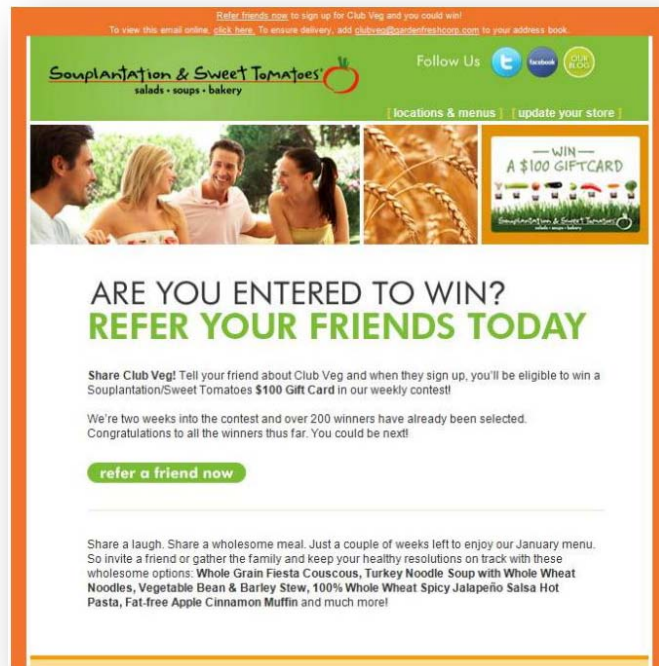 Refer friends now to sign up for Club Veg and you could win!
To view this email online, click here. To ensure delivery, add clubveg@gardenfreshcorp.com to your address book.
Souplantation & Sweet Tomatoes®
salads • soups • bakery
Follow Us
facebook
OUR BLOG
[ locations & menus ] [ update your store ]
WIN
A $100 GIFTCARD
Souplantation & Sweet Tomatoes
salads • soups • bakery
ARE YOU ENTERED TO WIN?
REFER YOUR FRIENDS TODAY
Share Club Veg! Tell your friend about Club Veg and when they sign up, you'll be eligible to win a
Souplantation/Sweet Tomatoes $100 Gift Card in our weekly contest!
We're two weeks into the contest and over 200 winners have already been selected.
Congratulations to all the winners thus far. You could be next!
refer a friend now
Share a laugh. Share a wholesome meal. Just a couple of weeks left to enjoy our January menu.
So invite a friend or gather the family and keep your healthy resolutions on track with these
wholesome options: Whole Grain Fiesta Couscous, Turkey Noodle Soup with Whole Wheat
Noodles, Vegetable Bean & Barley Stew, 100% Whole Wheat Spicy Jalapeño Salsa Hot
Pasta, Fat-free Apple Cinnamon Muffin and much more!